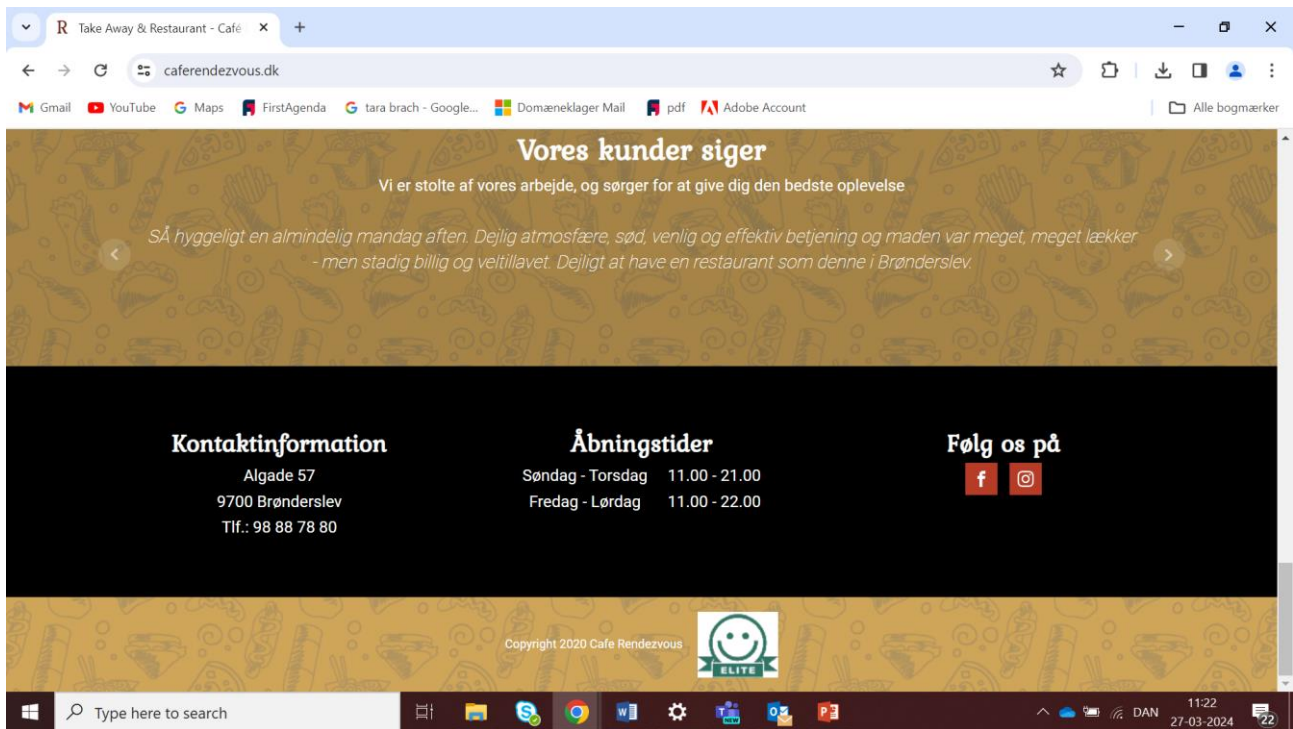 R Take Away & Restaurant - Café
caferendezvous.dk
Gmail YouTube G Maps FirstAgenda G tara brach - Google... Domæneklager Mail pdf Adobe Account Alle bogmærker
Vores kunder siger
Vi er stolte af vores arbejde, og sørger for at give dig den bedste oplevelse
SÅ hyggeligt en almindelig mandag aften. Dejlig atmosfære, sød, venlig og effektiv betjening og maden var meget, meget lækker
- men stadig billig og veltillavet. Dejligt at have en restaurant som denne i Brønderslev.
Kontaktinformation
Algade 57
9700 Brønderslev
Tlf.: 98 88 78 80
Åbningstider
Søndag - Torsdag 11.00 - 21.00
Fredag - Lørdag 11.00 - 22.00
Følg os på
Copyright 2020 Cafe Rendezvous
ELITE
Type here to search
DAN
11:22
27-03-2024
22